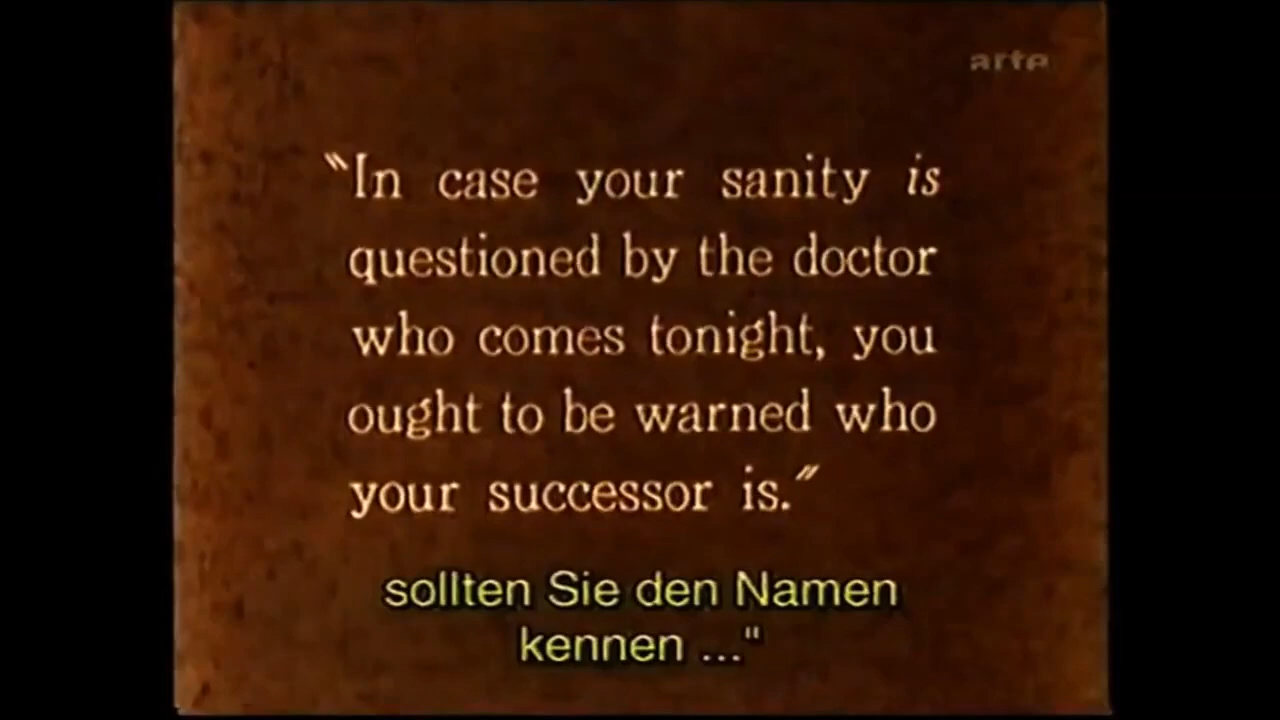 arte
"In case your sanity is
questioned by the doctor
who comes tonight, you
ought to be warned who
your successor is."
sollten Sie den Namen
kennen ..."